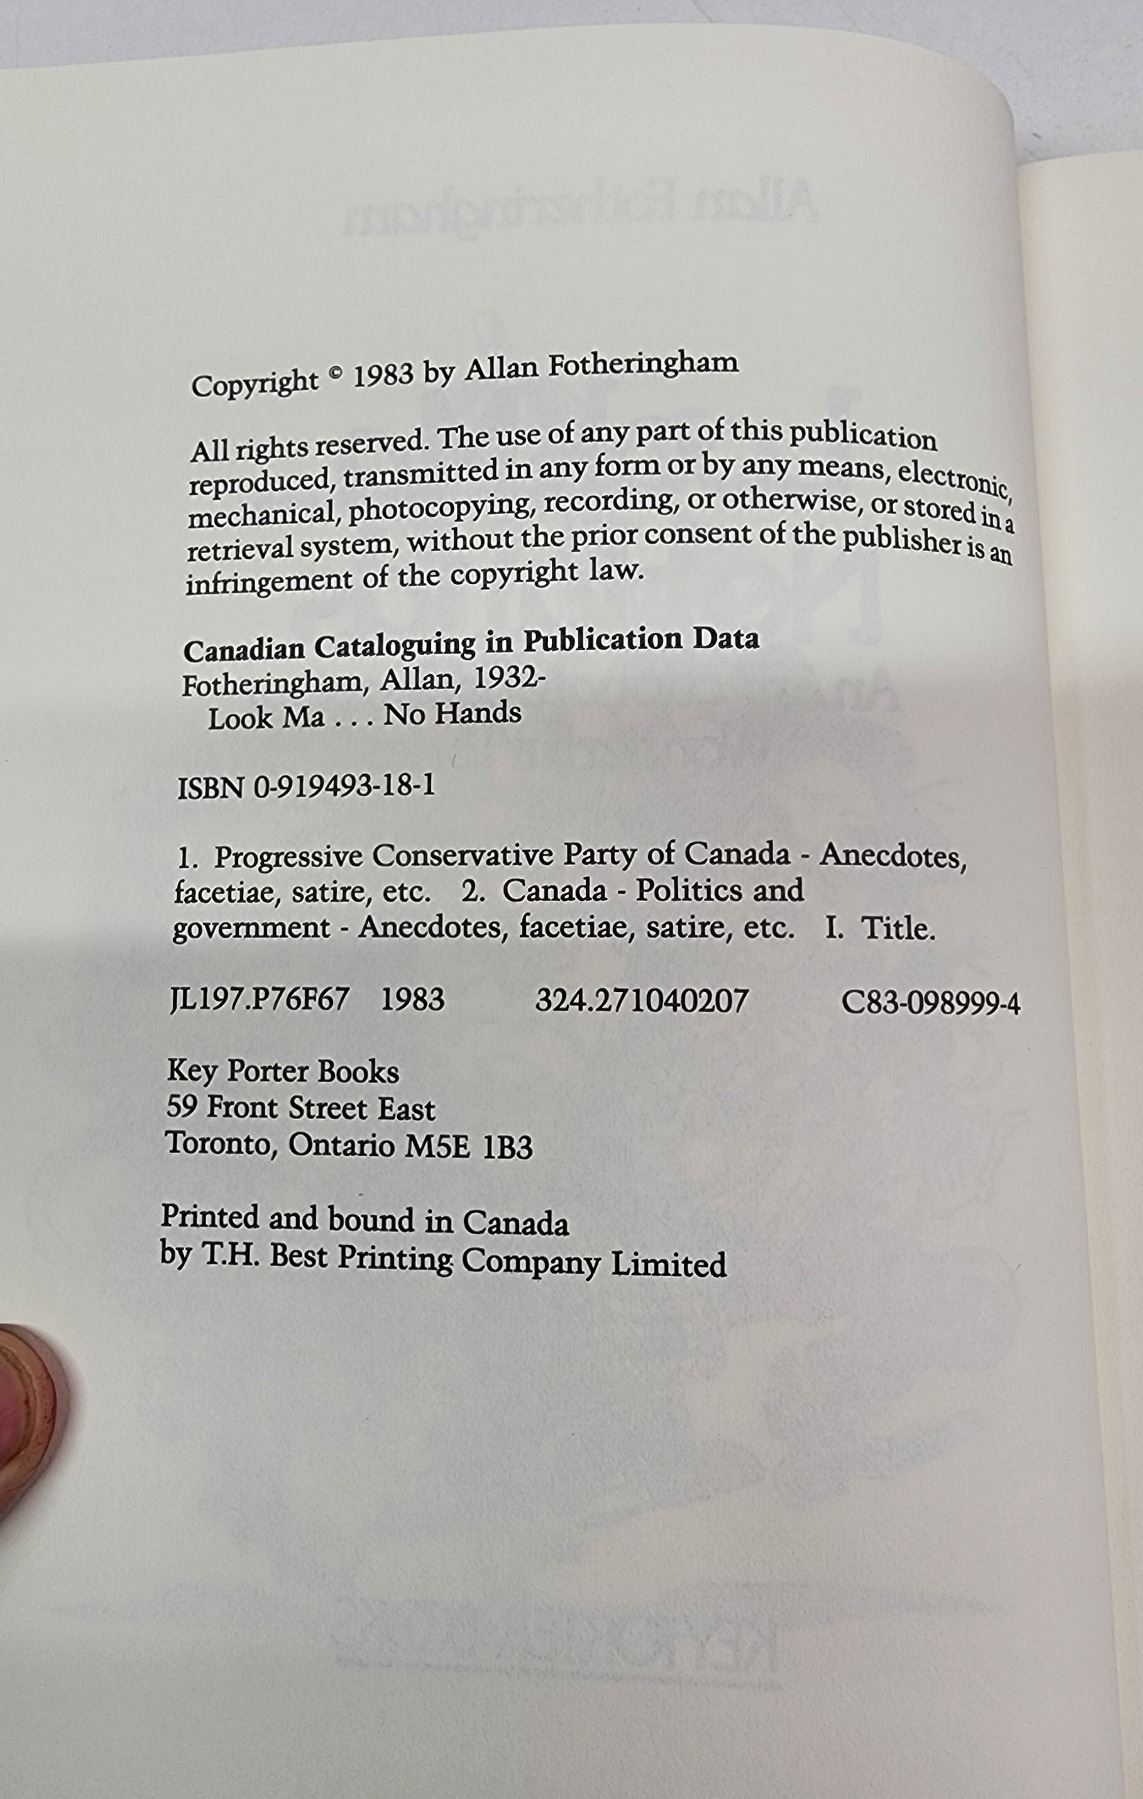 Copyright © 1983 by Allan Fotheringham
All rights reserved. The use of any part of this publication
reproduced, transmitted in any form or by any means, electronic,
mechanical, photocopying, recording, or otherwise, or stored in a
retrieval system, without the prior consent of the publisher is an
infringement of the copyright law.
Canadian Cataloguing in Publication Data
Fotheringham, Allan, 1932-
Look Ma . . . No Hands
ISBN 0-919493-18-1
1. Progressive Conservative Party of Canada - Anecdotes,
facetiae, satire, etc. 2. Canada - Politics and
government - Anecdotes, facetiae, satire, etc. I. Title.
JL197.P76F67 1983 324.271040207 C83-098999-4
Key Porter Books
59 Front Street East
Toronto, Ontario M5E 1B3
Printed and bound in Canada
by T.H. Best Printing Company Limited